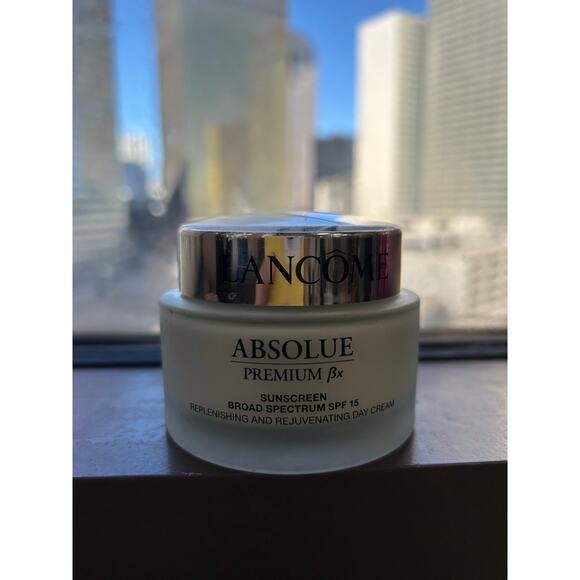 LANCÔME
ABSOLUE
PREMIUM βx
SUNSCREEN
BROAD SPECTRUM SPF 15
REPLENISHING AND REJUVENATING DAY CREAM